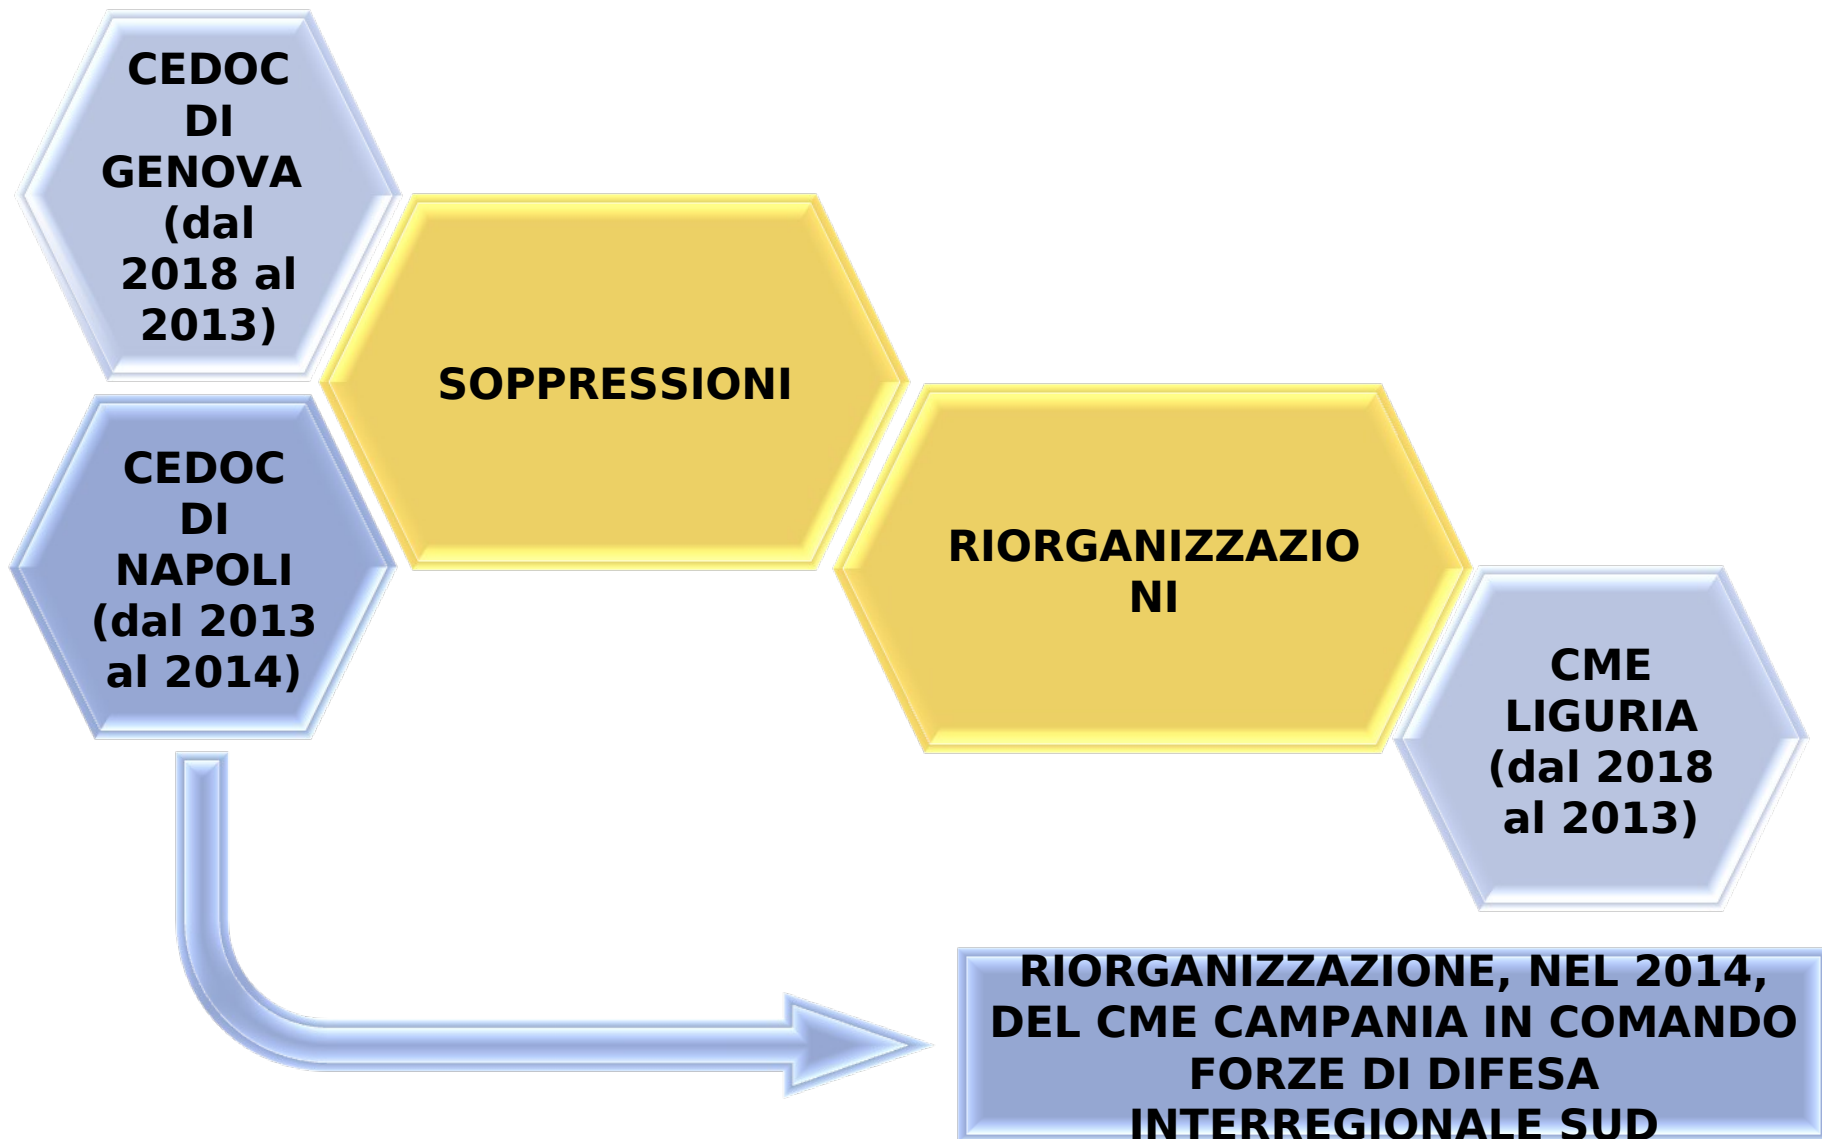 CEDOC
DI
GENOVA
(dal
2018 al
2013)
SOPPRESSIONI
CEDOC
DI
NAPOLI
(dal 2013
al 2014)
RIORGANIZZAZIO
NI
CME
LIGURIA
(dal 2018
al 2013)
RIORGANIZZAZIONE, NEL 2014,
DEL CME CAMPANIA IN COMANDO
FORZE DI DIFESA
INTERREGIONALE SUD